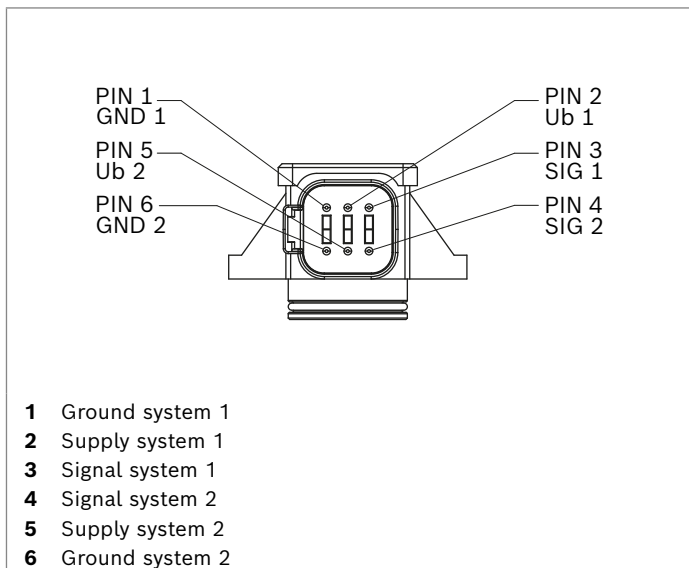 PIN 1
GND 1
PIN 5
Ub 2
PIN 6
GND 2
PIN 2
Ub 1
PIN 3
SIG 1
PIN 4
SIG 2
1 Ground system 1
2 Supply system 1
3 Signal system 1
4 Signal system 2
5 Supply system 2
6 Ground system 2